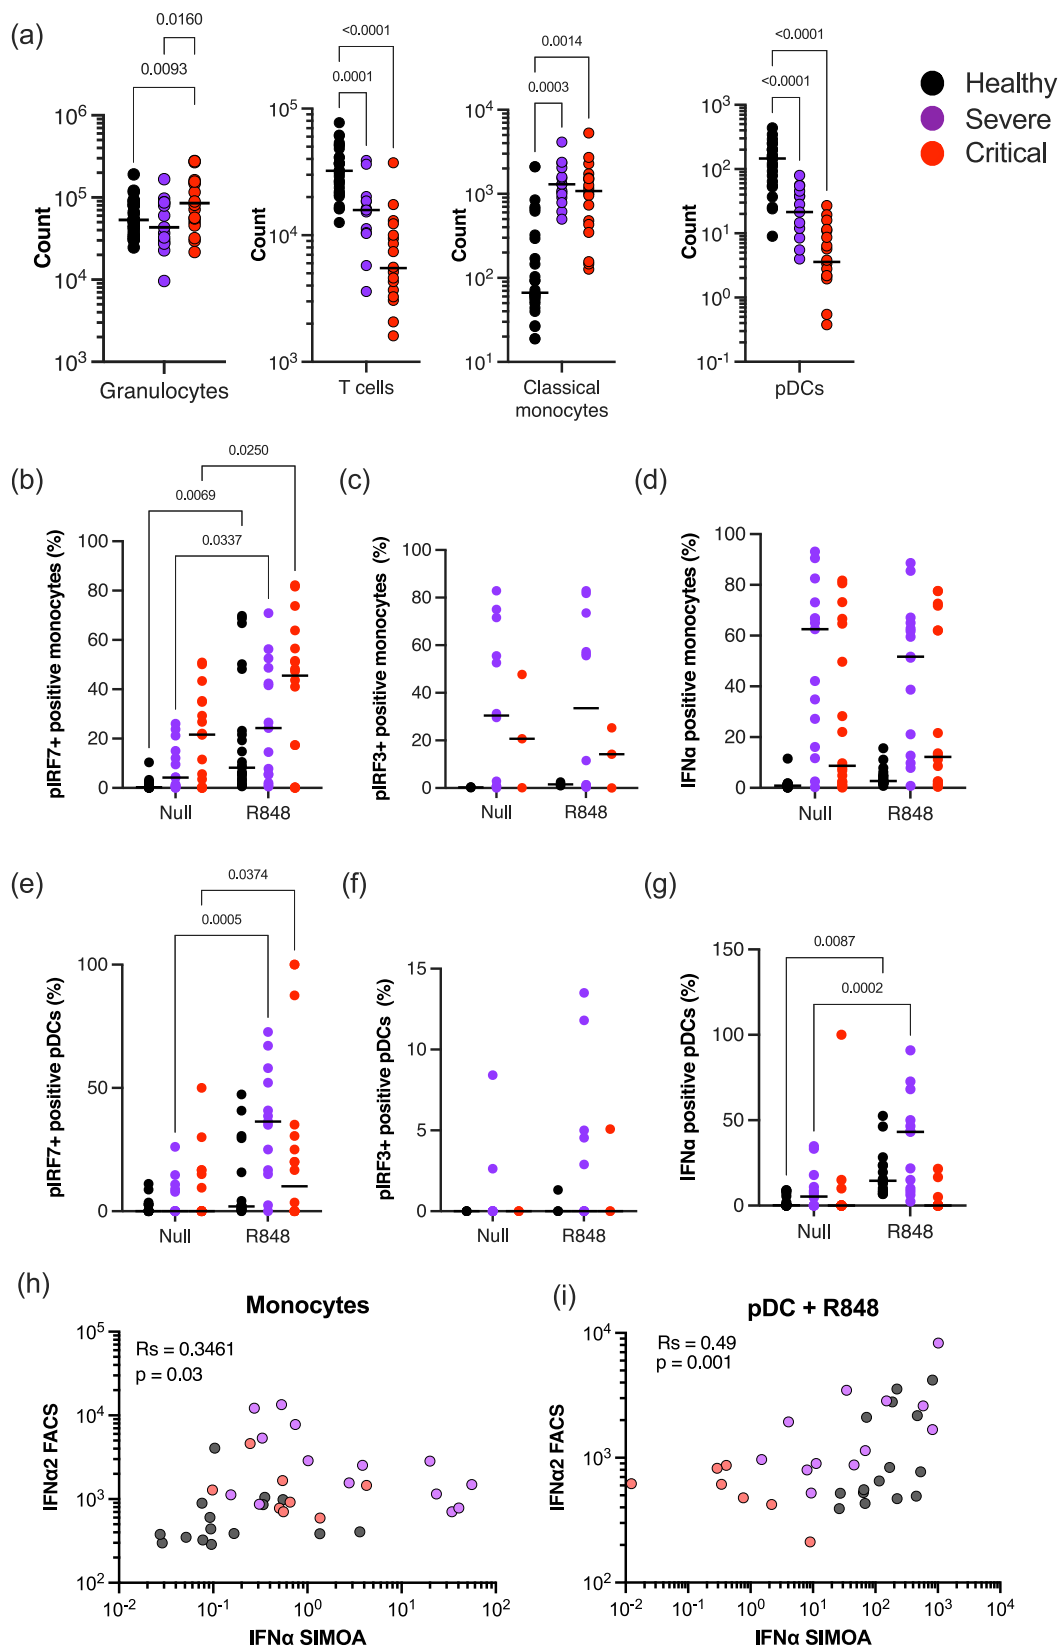 (a)
0.0160
0.0093
10^6
10^5
10^4
10^3
Count
Granulocytes
<0.0001
0.0001
10^5
10^4
10^3
Count
T cells
0.0014
0.0003
10^4
10^3
10^2
10^1
Count
Classical
monocytes
<0.0001
<0.0001
10^3
10^2
10^1
10^0
10^-1
Count
pDCs
Healthy
Severe
Critical
(b)
0.0250
0.0069
0.0337
100
80
60
40
20
0
pIRF7+ positive monocytes (%)
Null
R848
(c)
100
80
60
40
20
0
pIRF3+ positive monocytes (%)
Null
R848
(d)
100
80
60
40
20
0
IFNα positive monocytes (%)
Null
R848
(e)
0.0374
0.0005
100
50
0
pIRF7+ positive pDCs (%)
Null
R848
(f)
15
10
5
0
pIRF3+ positive pDCs (%)
Null
R848
(g)
0.0087
0.0002
150
100
50
0
IFNα positive pDCs (%)
Null
R848
(h)
Monocytes
Rs = 0.3461
p = 0.03
10^5
10^4
10^3
10^2
IFNα2 FACS
10^-2
10^-1
10^0
10^1
10^2
IFNα SIMOA
(i)
pDC + R848
Rs = 0.49
p = 0.001
10^4
10^3
10^2
IFNα2 FACS
10^-2
10^-1
10^0
10^1
10^2
10^3
10^4
IFNα SIMOA